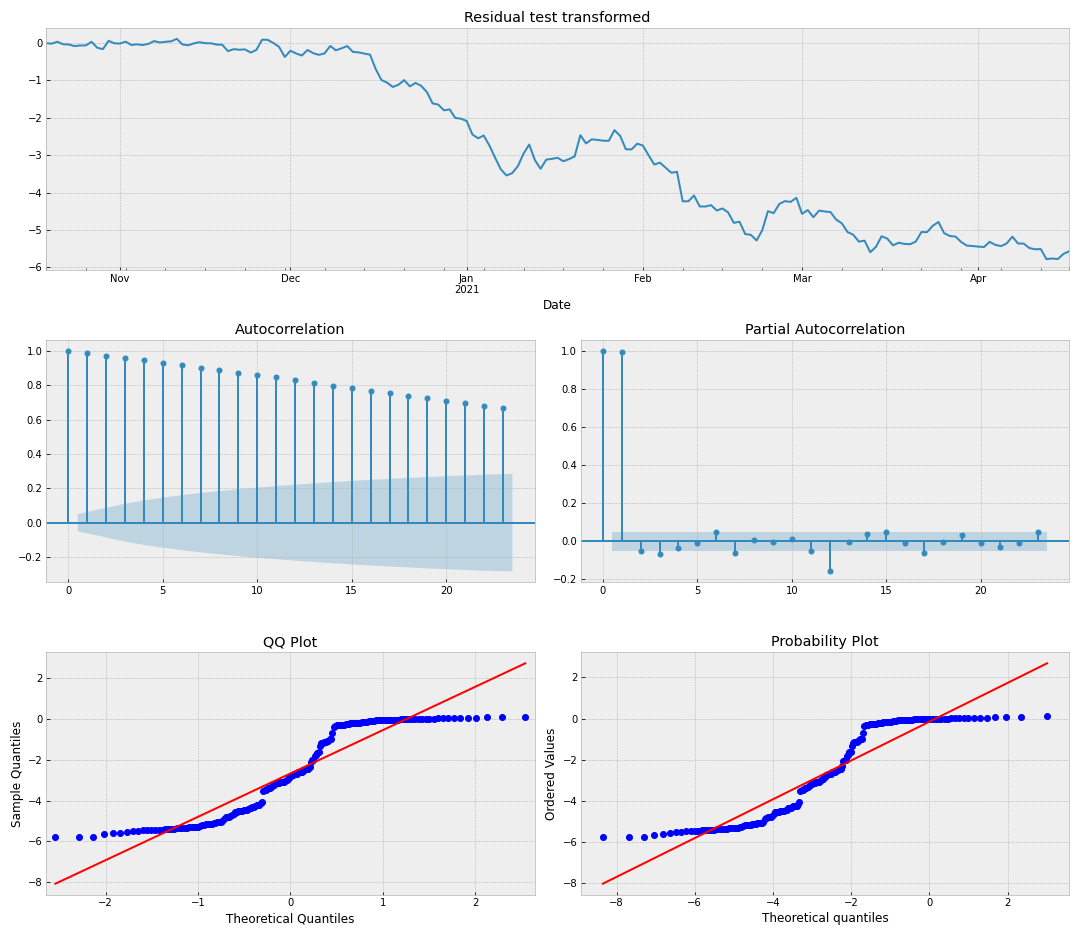 Residual test transformed
0
−1
−2
−3
−4
−5
−6
Nov Dec Jan Feb Mar Apr
2021
Date
Autocorrelation
1.0
0.8
0.6
0.4
0.2
0.0
−0.2
0 5 10 15 20
Partial Autocorrelation
1.0
0.8
0.6
0.4
0.2
0.0
−0.2
0 5 10 15 20
QQ Plot
Sample Quantiles
2
0
−2
−4
−6
−8
−2 −1 0 1 2
Theoretical Quantiles
Probability Plot
Ordered Values
2
0
−2
−4
−6
−8
−8 −6 −4 −2 0 2
Theoretical quantiles